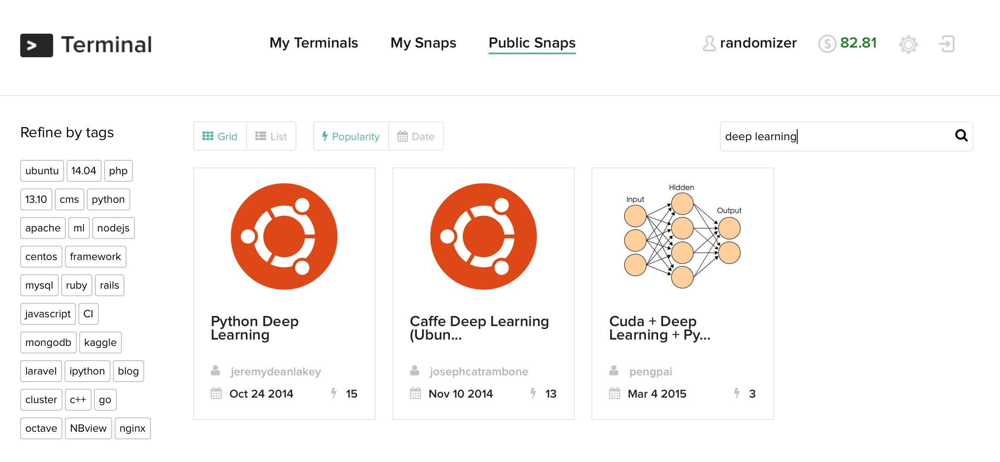 > Terminal
My Terminals
My Snaps
Public Snaps
randomizer
$ 82.81
Refine by tags
Grid
List
Popularity
Date
deep learning
ubuntu 14.04 php
13.10 cms python
apache ml nodejs
centos framework
mysql ruby rails
javascript CI
mongodb kaggle
laravel ipython blog
cluster c++ go
octave NBview nginx
Python Deep
Learning
jeremydeanlakey
Oct 24 2014 15
Caffe Deep Learning
(Ubun...
josephcatrambone
Nov 10 2014 13
Hidden
Input
Output
Cuda + Deep
Learning + Py...
pengpai
Mar 4 2015 3